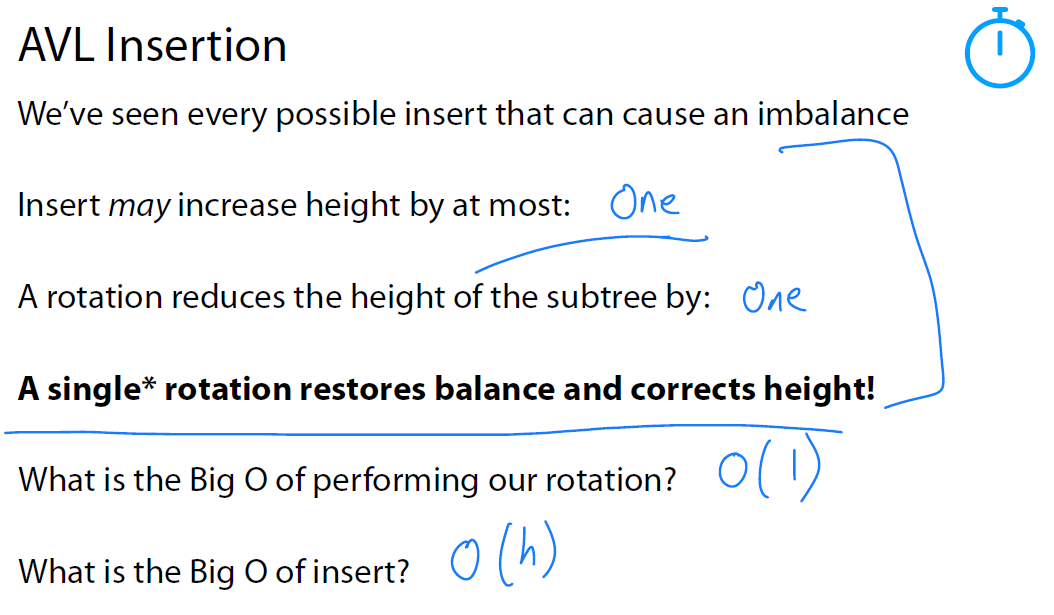 AVL Insertion
We’ve seen every possible insert that can cause an imbalance
Insert may increase height by at most: One
A rotation reduces the height of the subtree by: One
A single* rotation restores balance and corrects height!
What is the Big O of performing our rotation? O(1)
What is the Big O of insert? O(h)